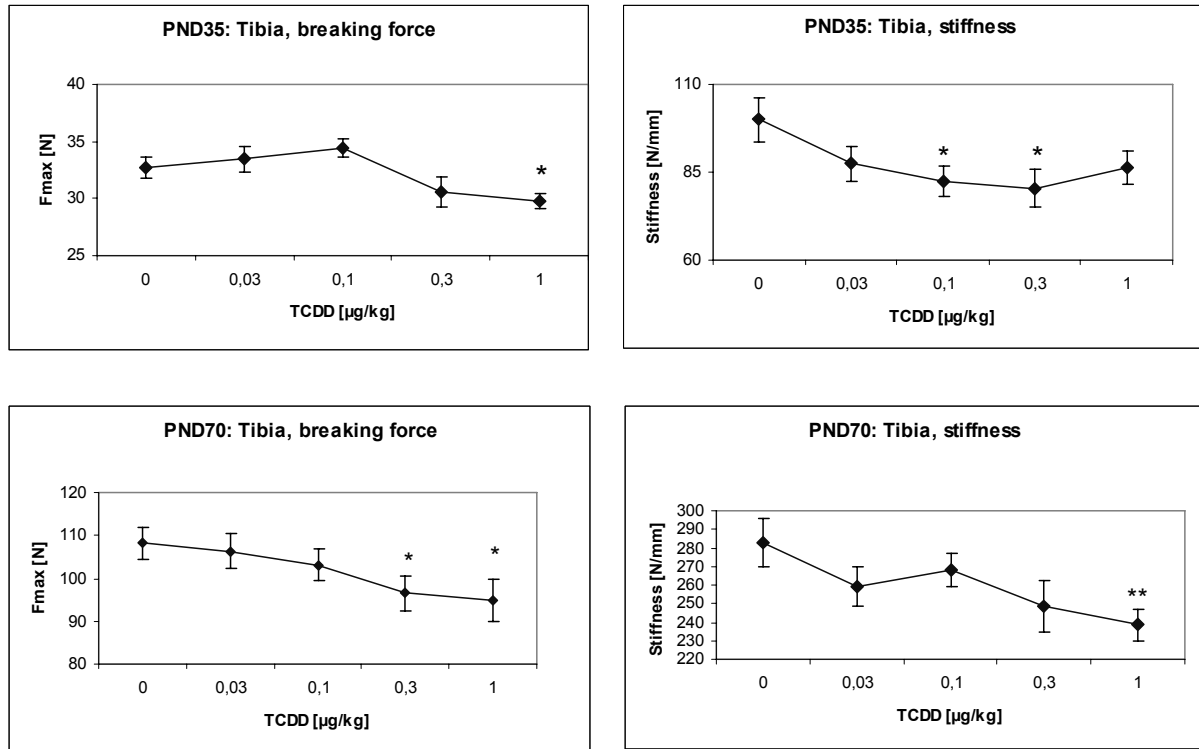 PND35: Tibia, breaking force
Fmax [N]
40
35
30
25
*
0 0,03 0,1 0,3 1
TCDD [µg/kg]
PND35: Tibia, stiffness
Stiffness [N/mm]
110
85
60
* *
0 0,03 0,1 0,3 1
TCDD [µg/kg]
PND70: Tibia, breaking force
Fmax [N]
120
110
100
90
80
* *
0 0,03 0,1 0,3 1
TCDD [µg/kg]
PND70: Tibia, stiffness
Stiffness [N/mm]
300
290
280
270
260
250
240
230
220
**
0 0,03 0,1 0,3 1
TCDD [µg/kg]